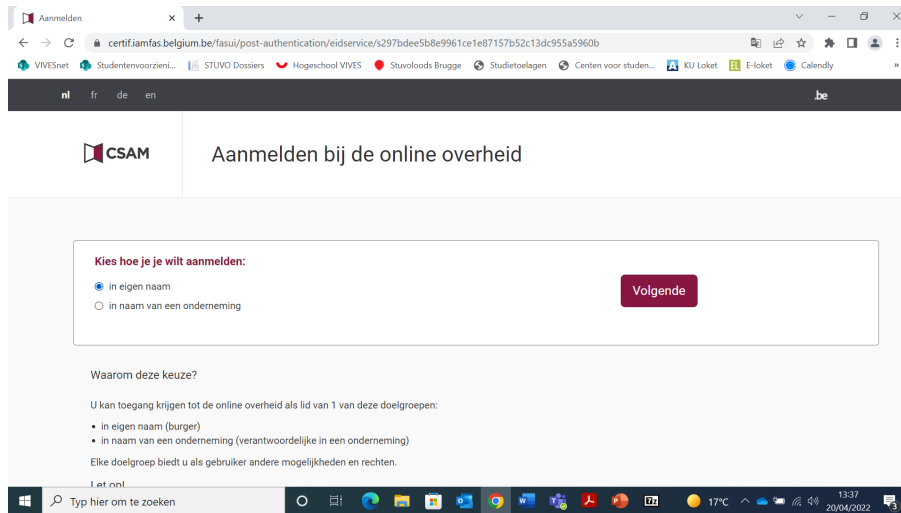 Aanmelden
certif.iamfas.belgium.be/fasui/post-authentication/eidservice/s297bdee5b8e9961ce1e87157b52c13dc955a5960b
VIVESnet Studentenvoorzieni... STUVO Dossiers Hogeschool VIVES Stuvoloods Brugge Studietoelagen Centen voor studen... KU Loket EL E-loket Calendly »
nl fr de en .be
CSAM
Aanmelden bij de online overheid
Kies hoe je je wilt aanmelden:
in eigen naam
in naam van een onderneming
Volgende
Waarom deze keuze?
U kan toegang krijgen tot de online overheid als lid van 1 van deze doelgroepen:
• in eigen naam (burger)
• in naam van een onderneming (verantwoordelijke in een onderneming)
Elke doelgroep biedt u als gebruiker andere mogelijkheden en rechten.
Let op!
Typ hier om te zoeken
17°C
13:37
20/04/2022